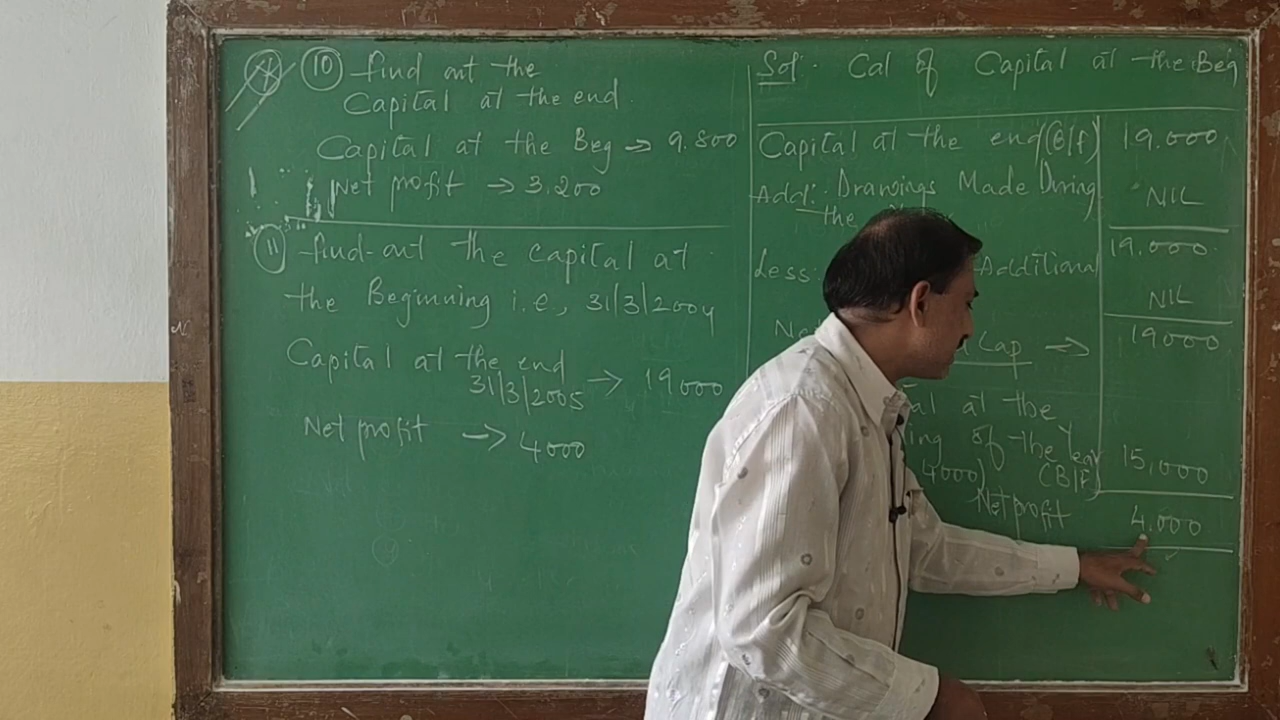 10 find out the
Capital at the end.
Capital at the Beg → 9.800
Net profit → 3.200
11 find-out the Capital at
the Beginning i.e, 31/3/2004
Capital at the end
31/3/2005 → 19000
Net profit → 4000
Sol. Cal of Capital at the Beg
Capital at the end(B/f) 19.000
Add: Drawings Made During
the NIL
19.000
Less: Additional
NIL
Cap ⇒ 19000
at the
of the Year
4000) (B/F) 15,000
Net profit 4.000